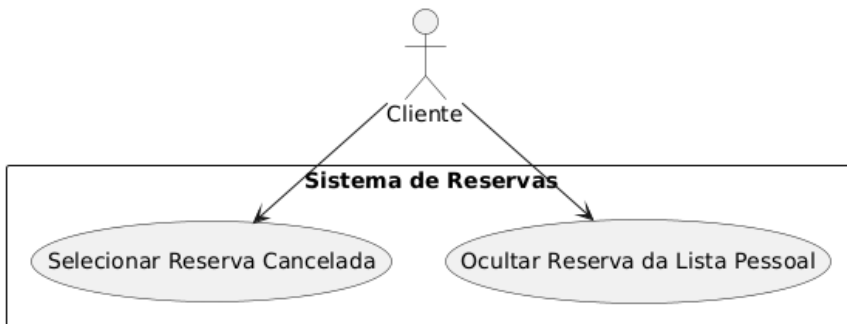 Cliente
Sistema de Reservas
Selecionar Reserva Cancelada
Ocultar Reserva da Lista Pessoal